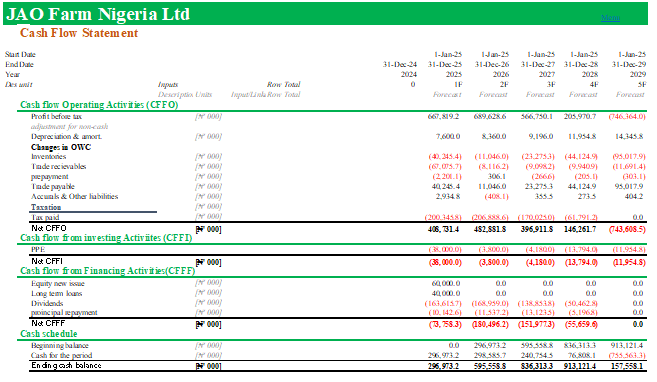 JAO Farm Nigeria Ltd Menu
Cash Flow Statement
Start Date 1-Jan-25 1-Jan-25 1-Jan-25 1-Jan-25 1-Jan-25
End Date 31-Dec-24 31-Dec-25 31-Dec-26 31-Dec-27 31-Dec-28 31-Dec-29
Year 2024 2025 2026 2027 2028 2029
Des unit Inputs Row Total 0 1F 2F 3F 4F 5F
Description Units Input/Link Row Total Forecast Forecast Forecast Forecast Forecast
Cash flow Operating Activities (CFFO)
Profit before tax [₦ 000] 667,819.2 689,628.6 566,750.1 205,970.7 (746,364.0)
adjustment for non-cash
Depreciation & amort. [₦ 000] 7,600.0 8,360.0 9,196.0 11,954.8 14,345.8
Changes in OWC
Inventories [₦ 000] (40,245.4) (11,046.0) (23,275.3) (44,124.9) (95,017.9)
Trade recievables [₦ 000] (67,075.7) (8,116.2) (9,098.2) (9,940.9) (11,691.4)
prepayment [₦ 000] (2,201.1) 306.1 (266.6) (205.1) (303.1)
Trade payable [₦ 000] 40,245.4 11,046.0 23,275.3 44,124.9 95,017.9
Accurals & Other liabilities [₦ 000] 2,934.8 (408.1) 355.5 273.4 404.2
Taxation
Tax paid [₦ 000] (200,345.8) (206,888.6) (170,025.0) (61,791.2) 0.0
Net CFFO [₦ 000] 408,731.4 482,881.8 396,911.8 146,261.7 (743,608.5)
Cash flow from investing Activiites (CFFI)
PPE [₦ 000] (38,000.0) (3,800.0) (4,180.0) (13,794.0) (11,954.8)
Net CFFI [₦ 000] (38,000.0) (3,800.0) (4,180.0) (13,794.0) (11,954.8)
Cash flow from Financing Activities(CFFF)
Equity new issue [₦ 000] 60,000.0 0.0 0.0 0.0 0.0
Long term loans [₦ 000] 40,000.0 0.0 0.0 0.0 0.0
Dividends [₦ 000] (163,615.7) (168,959.0) (138,853.8) (50,462.8) 0.0
proincipal repayment [₦ 000] (10,142.6) (11,537.2) (13,123.5) (5,196.8) 0.0
Net CFFF [₦ 000] (73,758.3) (180,496.2) (151,977.3) (55,659.6) 0.0
Cash schedule
Beginning balance [₦ 000] 0.0 296,973.2 595,558.8 836,313.3 913,121.4
Cash for the period [₦ 000] 296,973.2 298,585.7 240,754.5 76,808.1 (755,563.3)
Ending cash balance [₦ 000] 296,973.2 595,558.8 836,313.3 913,121.4 157,558.1